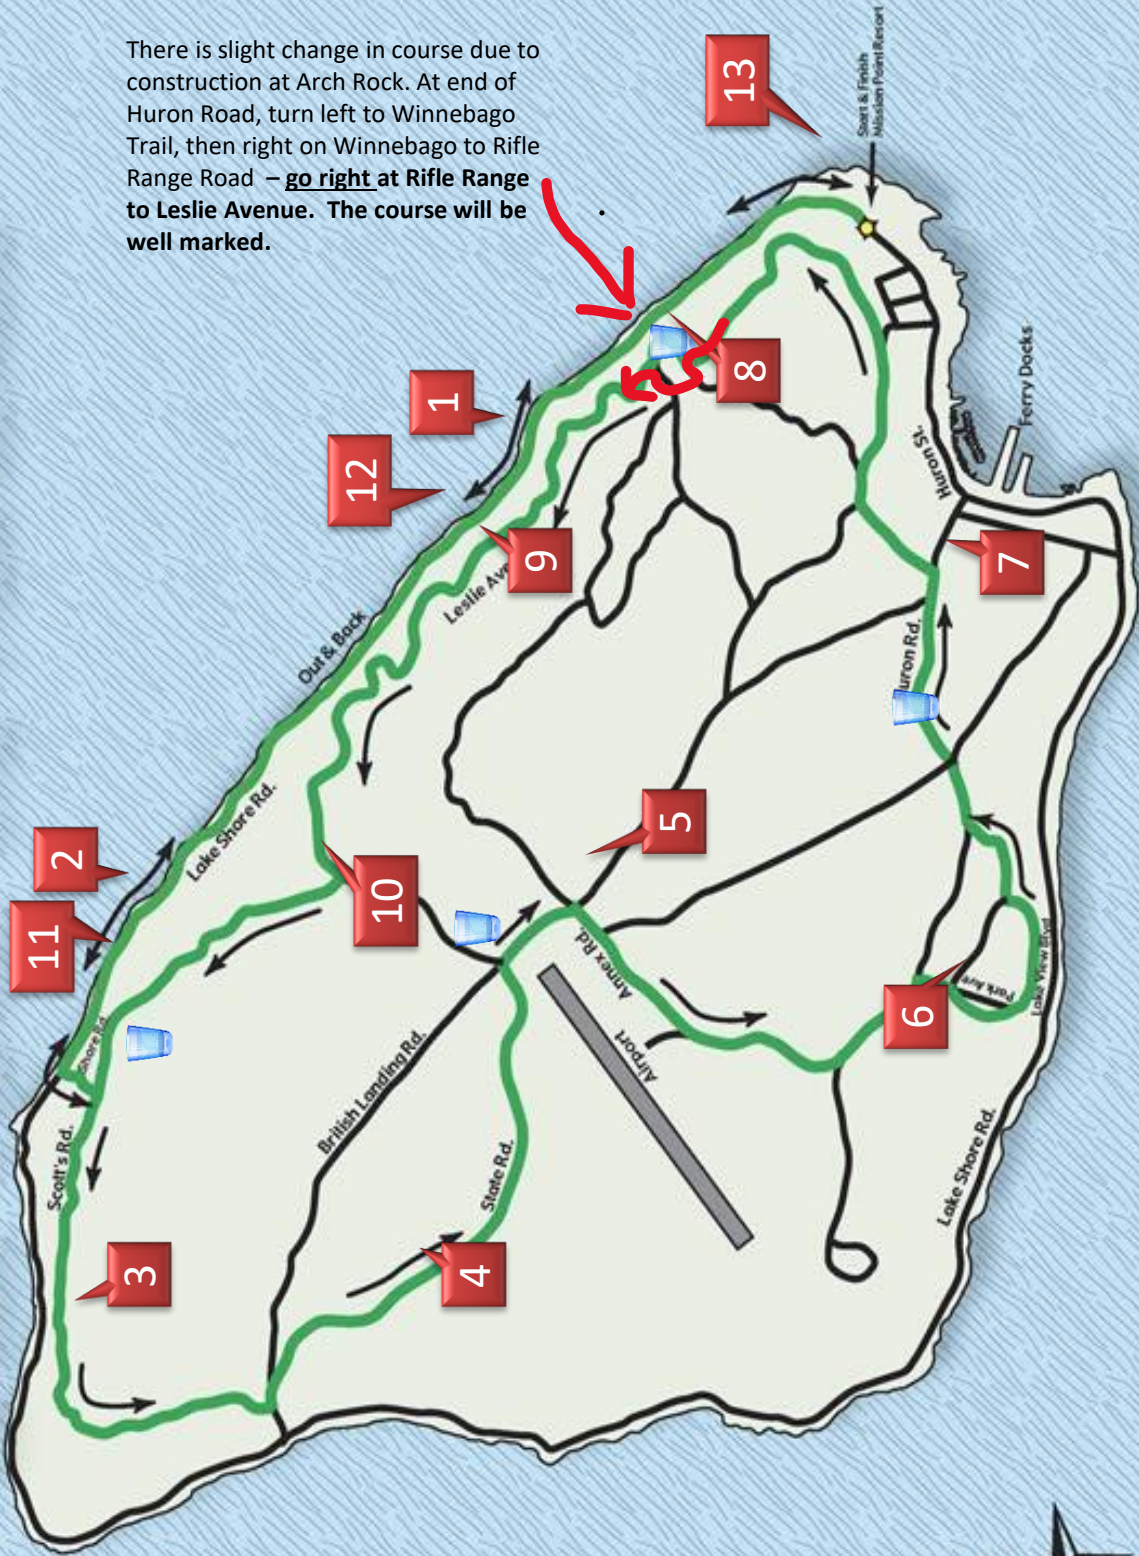 There is slight change in course due to
construction at Arch Rock. At end of
Huron Road, turn left to Winnebago
Trail, then right on Winnebago to Rifle
Range Road – go right at Rifle Range
to Leslie Avenue. The course will be
well marked.
.
13
Start & Finish
Mission Point Resort
1
12
8
9
Leslie Ave
Out & Back
Huron St.
Ferry Docks
7
uron Rd.
2
11
Lake Shore Rd.
10
5
Shore Rd.
Scott's Rd.
British Landing Rd.
Annex Rd.
Airport
6
Park Ave
Lake View Blvd
State Rd.
3
4
Lake Shore Rd.